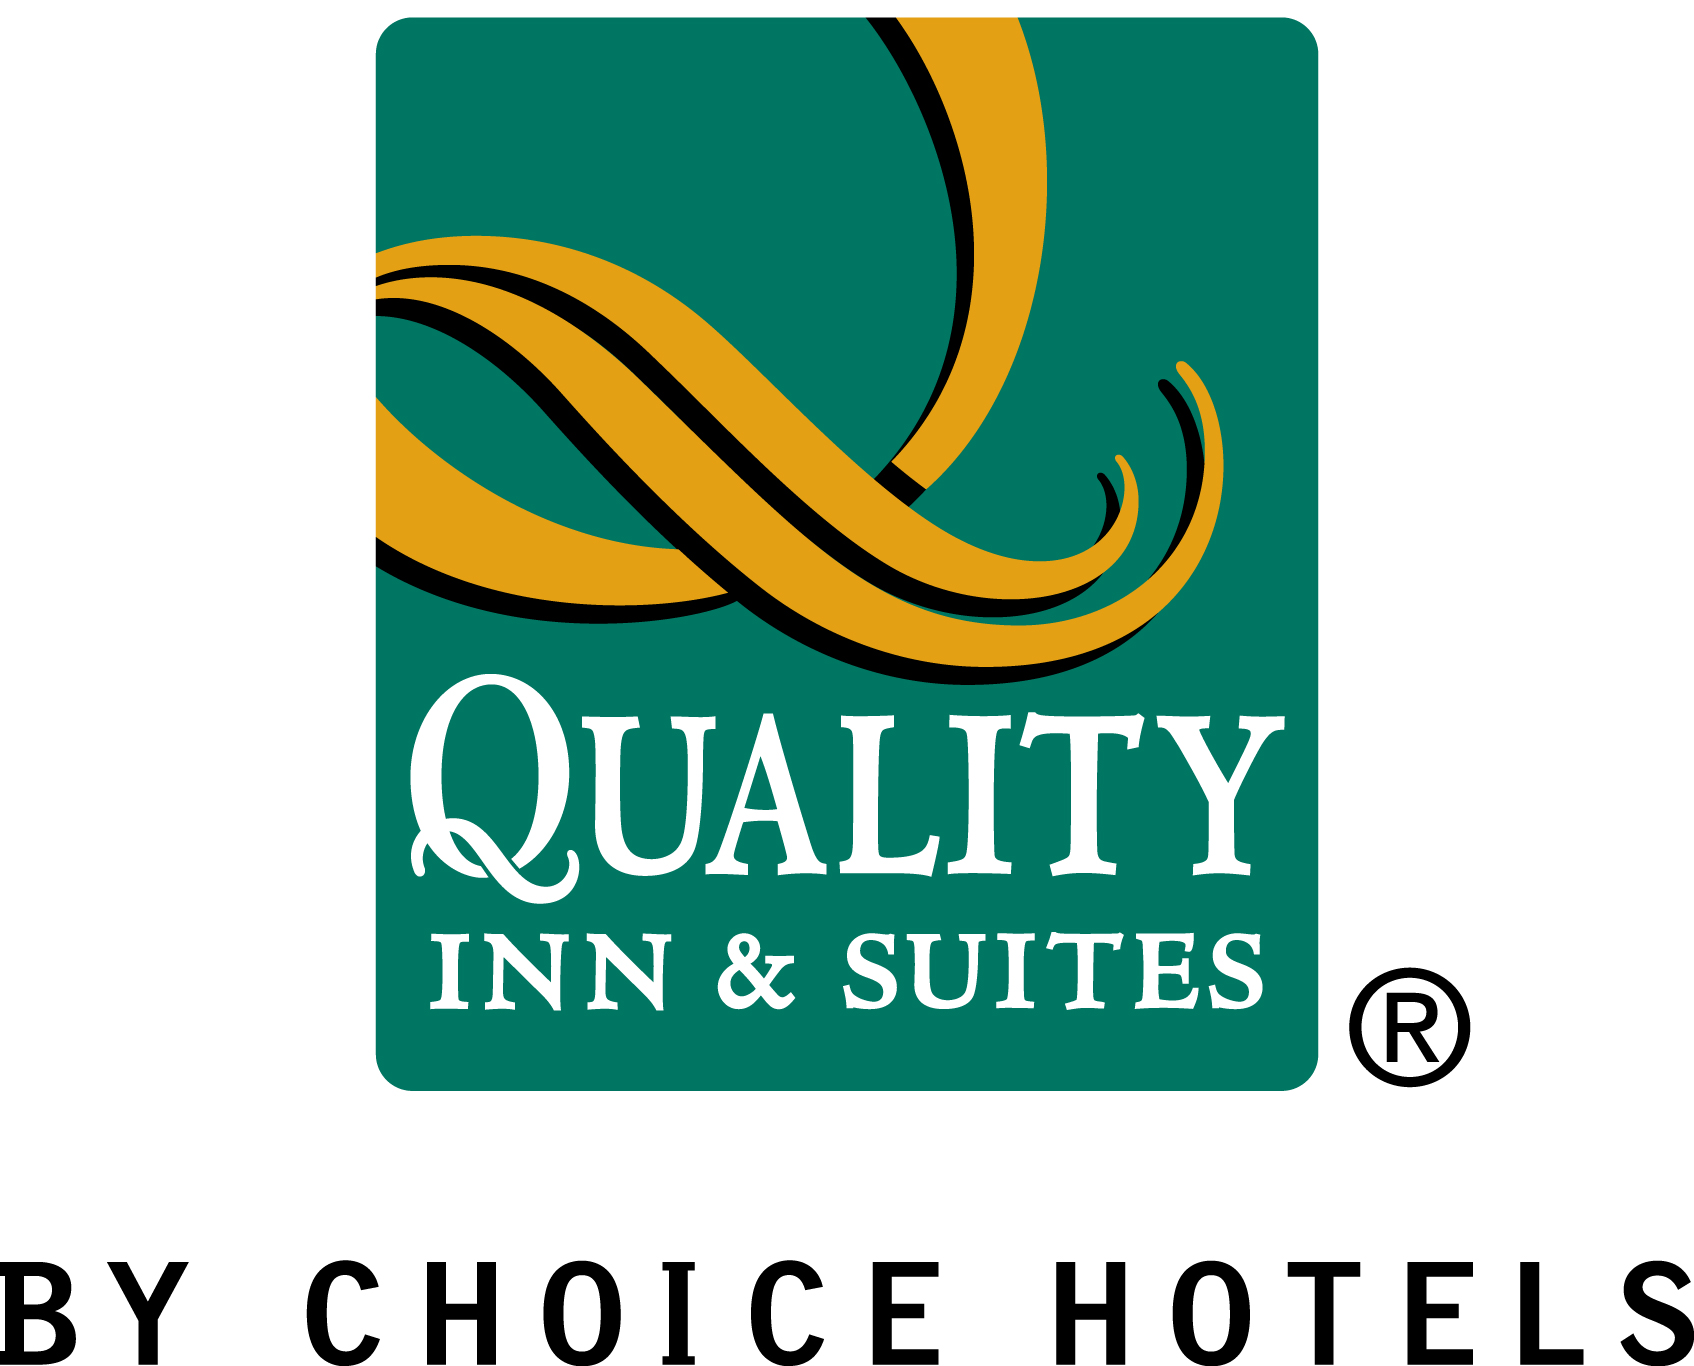 QUALITY
INN & SUITES
®
BY CHOICE HOTELS